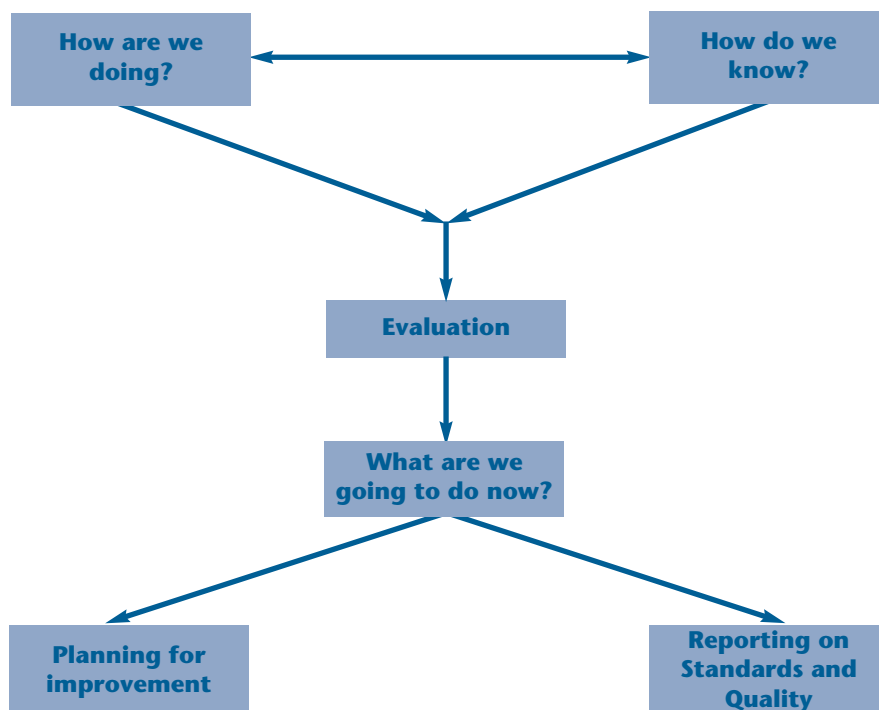 How are we
doing?
How do we
know?
Evaluation
What are we
going to do now?
Planning for
improvement
Reporting on
Standards and
Quality